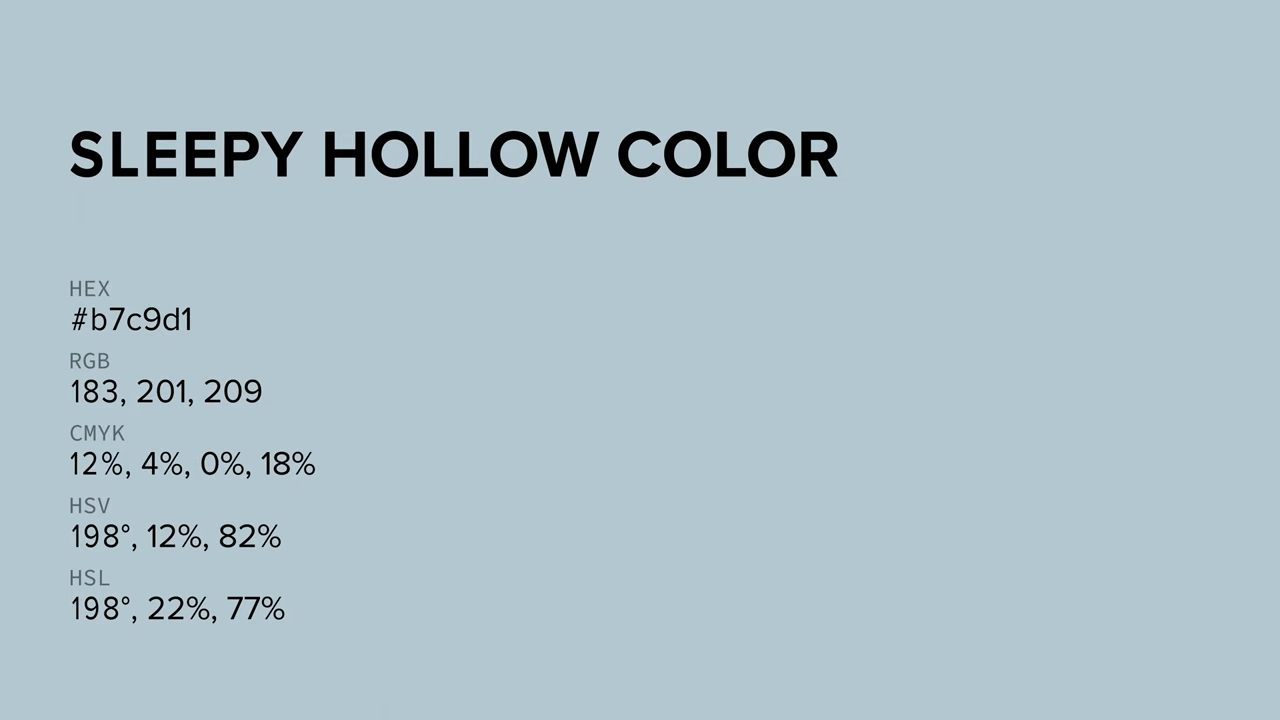 SLEEPY HOLLOW COLOR
HEX
#b7c9d1
RGB
183, 201, 209
CMYK
12%, 4%, 0%, 18%
HSV
198°, 12%, 82%
HSL
198°, 22%, 77%